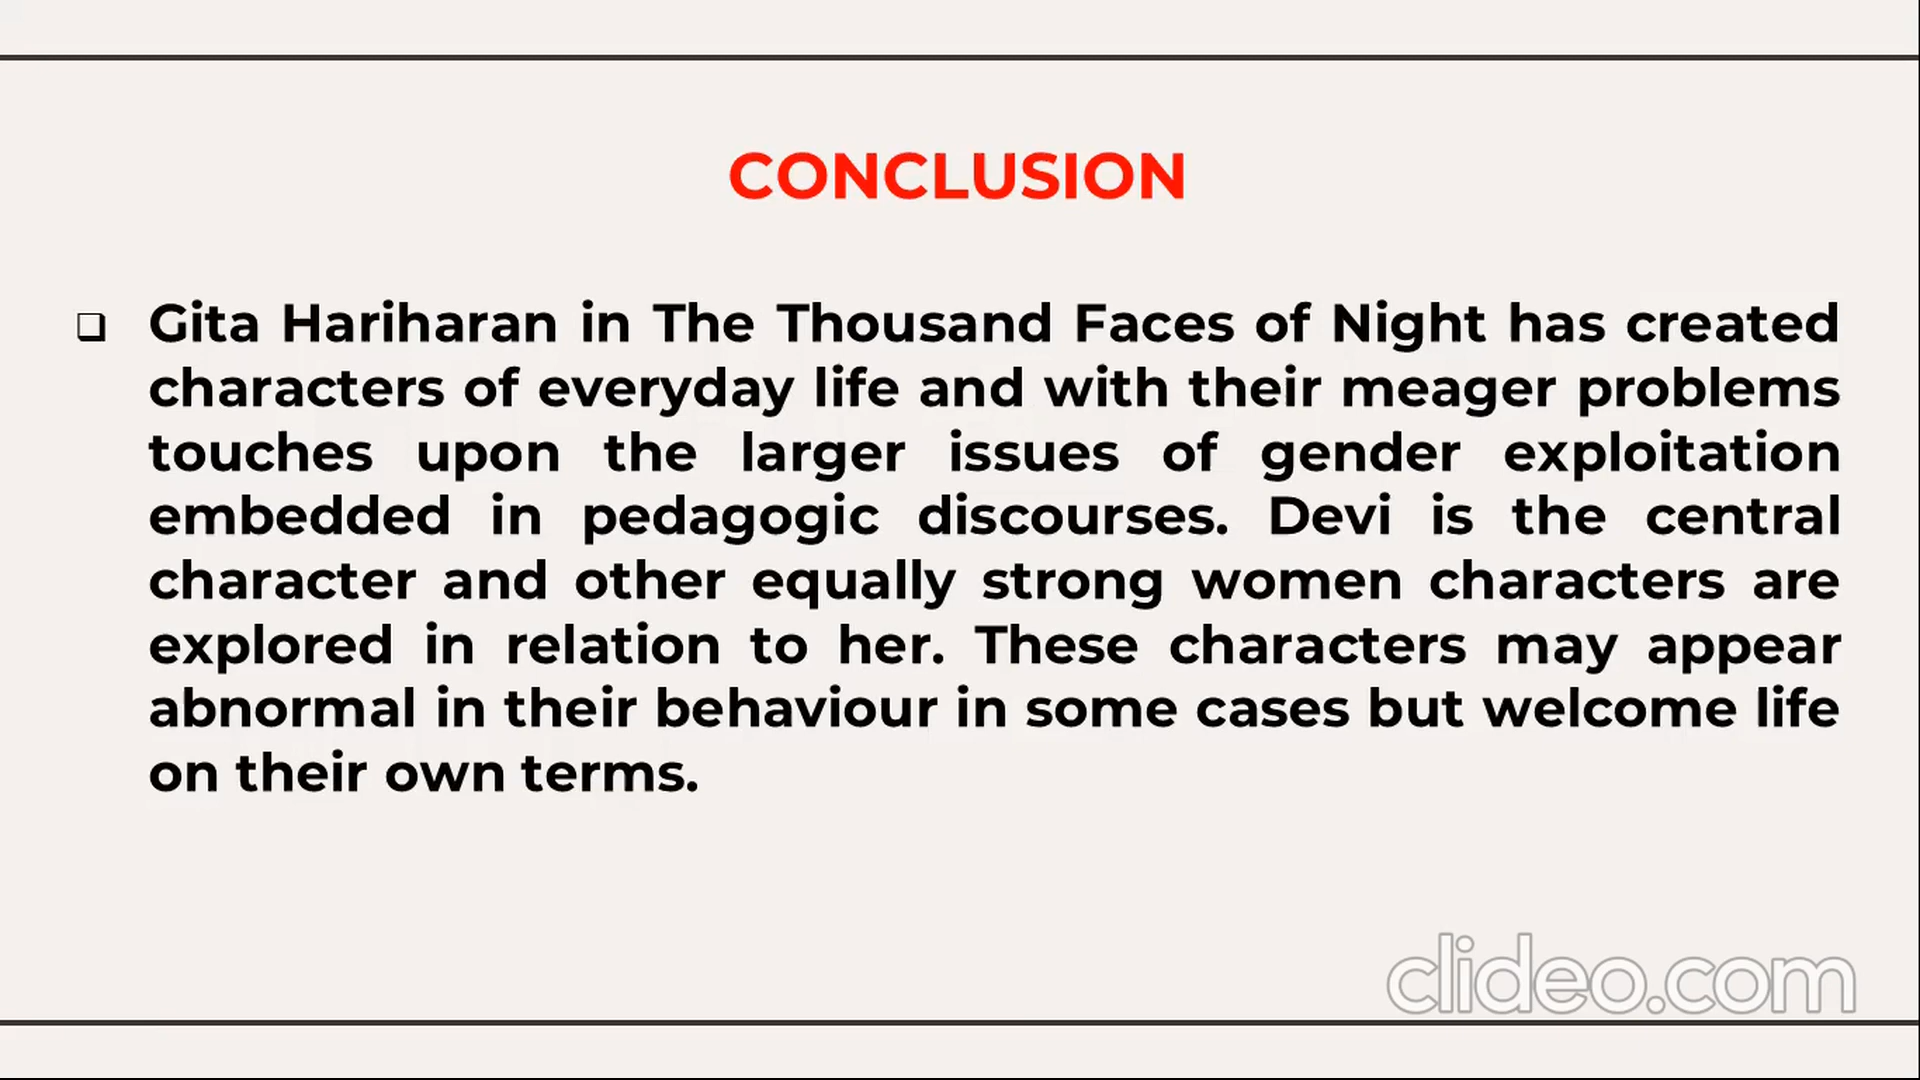 CONCLUSION
❑ Gita Hariharan in The Thousand Faces of Night has created
characters of everyday life and with their meager problems
touches upon the larger issues of gender exploitation
embedded in pedagogic discourses. Devi is the central
character and other equally strong women characters are
explored in relation to her. These characters may appear
abnormal in their behaviour in some cases but welcome life
on their own terms.
clideo.com